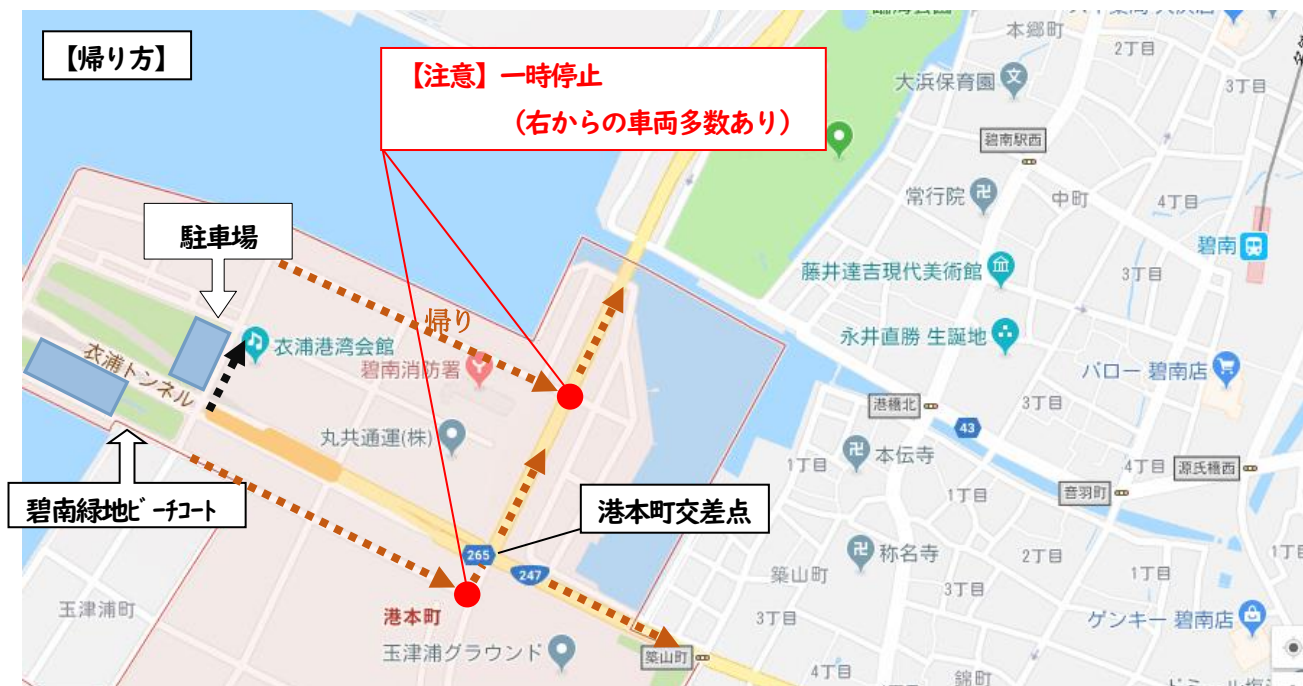 臨海公園
本郷町
2丁目
【帰り方】
【注意】一時停止
(右からの車両多数あり)
大浜保育園
3丁目
碧南駅西
常行院
中町
4丁目
駐車場
碧南
藤井達吉現代美術館
3丁目
帰り
衣浦港湾会館
永井直勝 生誕地
衣浦トンネル
碧南消防署
バロー 碧南店
港橋北
3丁目
43
丸共通運(株)
本伝寺
1丁目
4丁目
源氏橋西
音羽町
1丁目
碧南緑地ビーチコート
港本町交差点
265
称名寺
2丁目
1丁
247
築山町
1丁目
3丁目
玉津浦町
港本町
3丁目
ゲンキー 碧南店
玉津浦グラウンド
築山町
4丁目
錦町